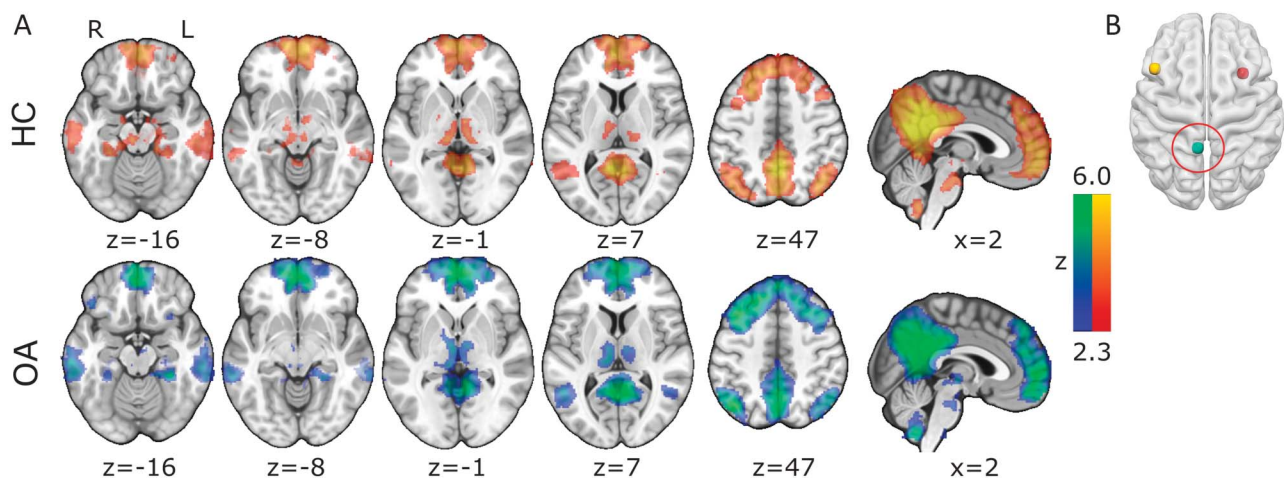 A
B
R L
HC
z=-16 z=-8 z=-1 z=7 z=47 x=2
6.0
z
2.3
OA
z=-16 z=-8 z=-1 z=7 z=47 x=2